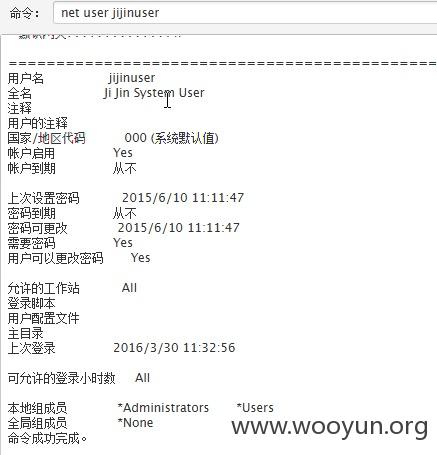 命令: net user jijinuser
================================================
用户名 jijinuser
全名 Ji Jin System User
注释
用户的注释
国家/地区代码 000 (系统默认值)
帐户启用 Yes
帐户到期 从不
上次设置密码 2015/6/10 11:11:47
密码到期 从不
密码可更改 2015/6/10 11:11:47
需要密码 Yes
用户可以更改密码 Yes
允许的工作站 All
登录脚本
用户配置文件
主目录
上次登录 2016/3/30 11:32:56
可允许的登录小时数 All
本地组成员 *Administrators *Users
全局组成员 *None
命令成功完成。
www.wooyun.org